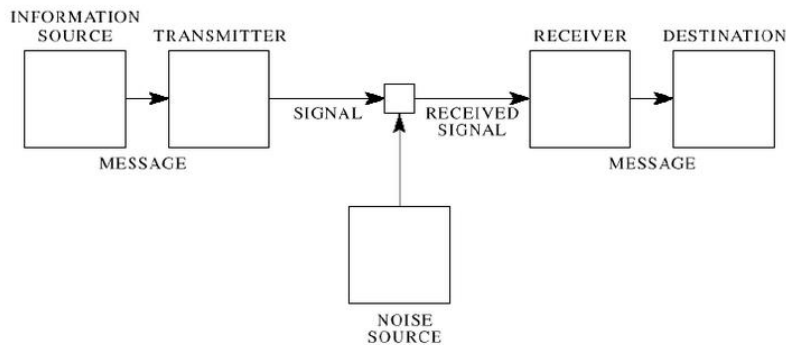 INFORMATION
SOURCE
TRANSMITTER
RECEIVER
DESTINATION
SIGNAL
RECEIVED
SIGNAL
MESSAGE
MESSAGE
NOISE
SOURCE